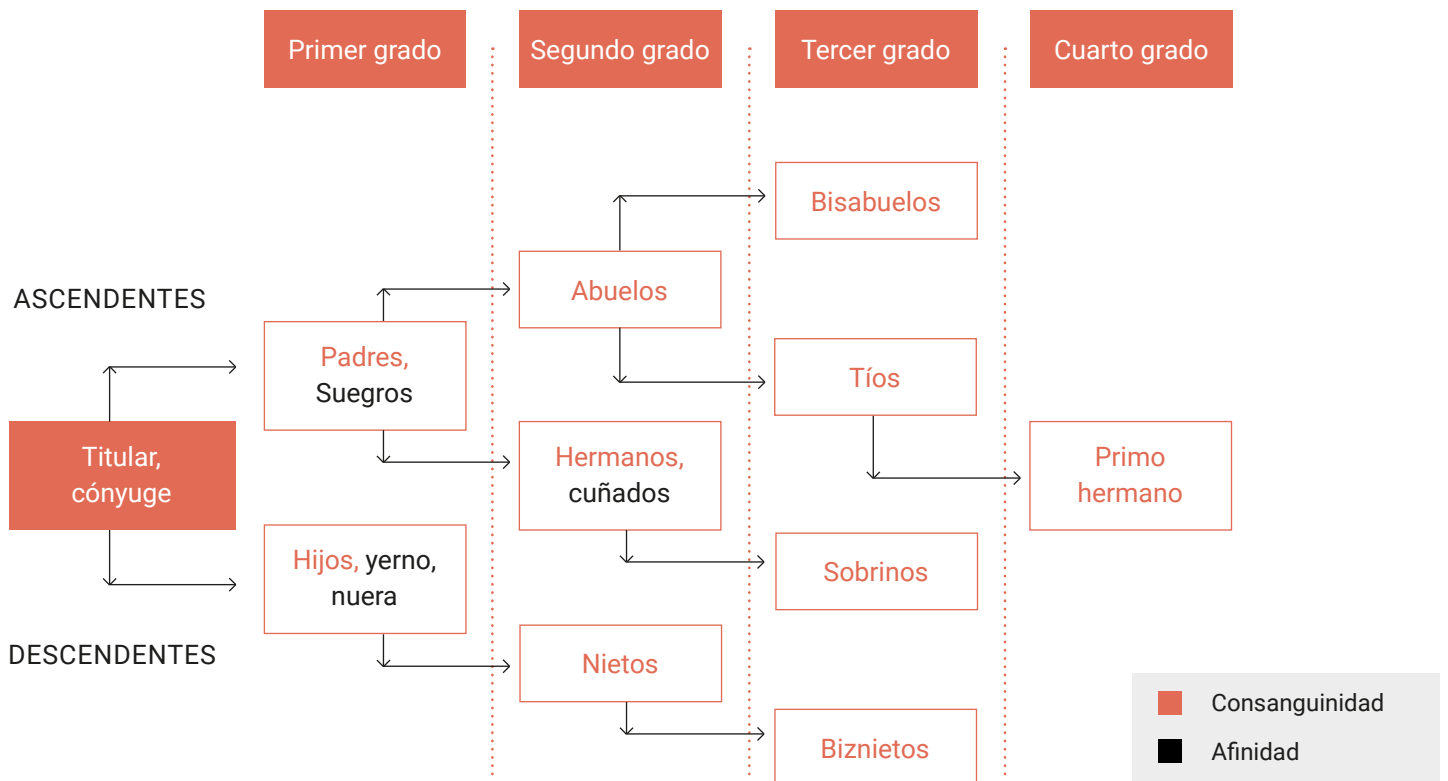 Primer grado
Segundo grado
Tercer grado
Cuarto grado
Bisabuelos
ASCENDENTES
Abuelos
Padres,
Suegros
Tíos
Titular,
cónyuge
Hermanos,
cuñados
Primo
hermano
Hijos, yerno,
nuera
Sobrinos
DESCENDENTES
Nietos
Biznietos
Consanguinidad
Afinidad